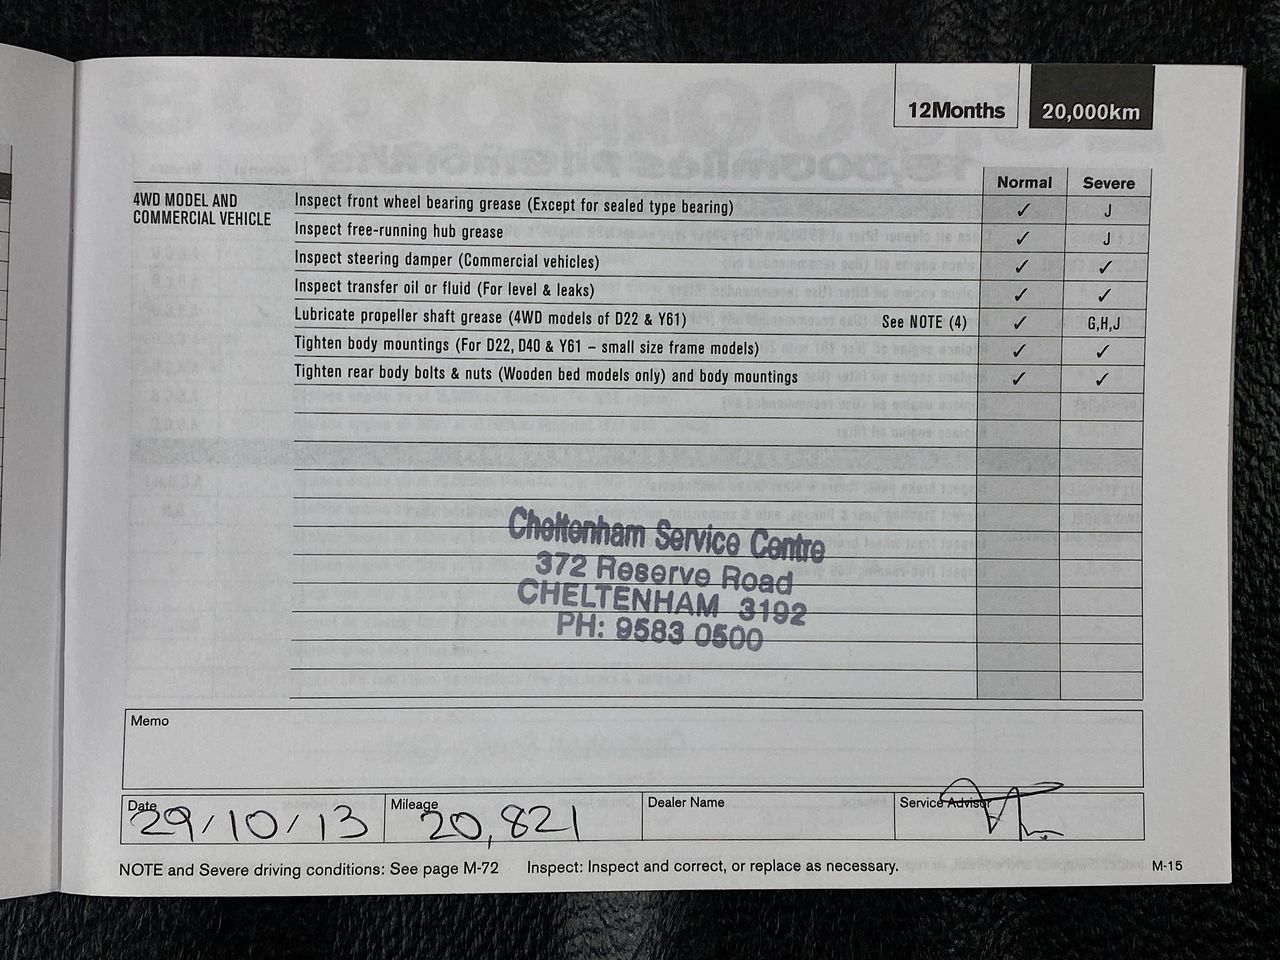 12Months 20,000km
Normal Severe
4WD MODEL AND
COMMERCIAL VEHICLE
Inspect front wheel bearing grease (Except for sealed type bearing) ✓ J
Inspect free-running hub grease ✓ J
Inspect steering damper (Commercial vehicles) ✓ ✓
Inspect transfer oil or fluid (For level & leaks) ✓ ✓
Lubricate propeller shaft grease (4WD models of D22 & Y61) See NOTE (4) ✓ G,H,J
Tighten body mountings (For D22, D40 & Y61 – small size frame models) ✓ ✓
Tighten rear body bolts & nuts (Wooden bed models only) and body mountings ✓ ✓
Cheltenham Service Centre
372 Reserve Road
CHELTENHAM 3192
PH: 9583 0500
Memo
Date Mileage Dealer Name Service Advisor
29/10/13 20,821
NOTE and Severe driving conditions: See page M-72 Inspect: Inspect and correct, or replace as necessary. M-15